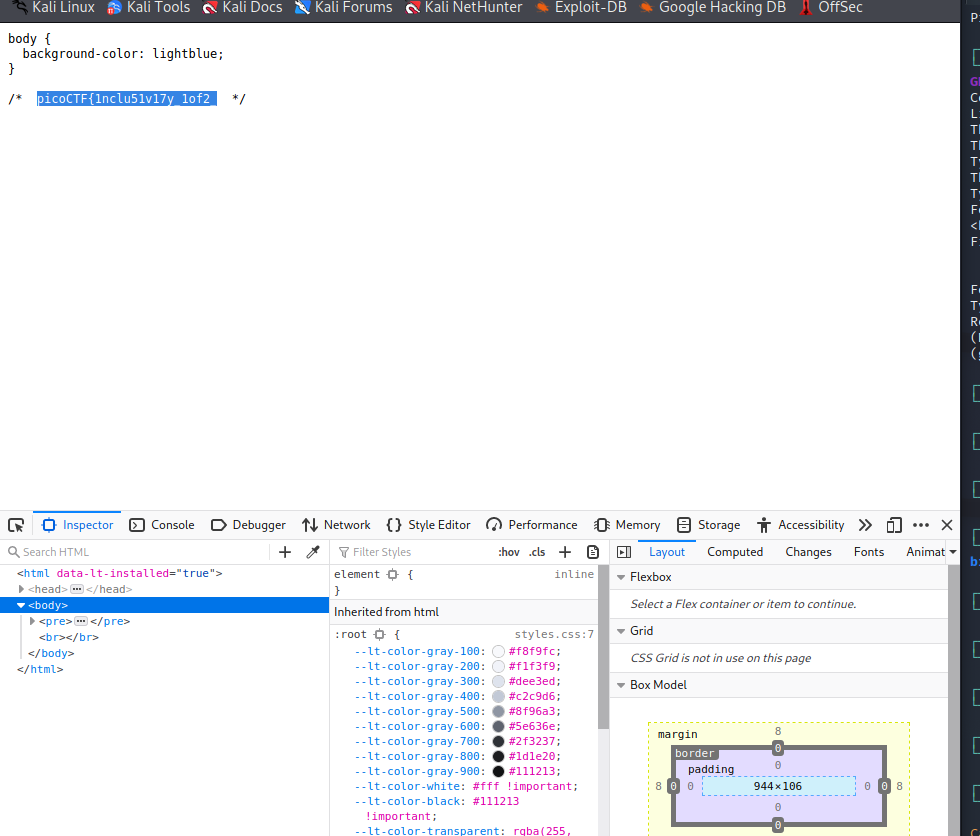 Kali Linux Kali Tools Kali Docs Kali Forums Kali NetHunter Exploit-DB Google Hacking DB OffSec
body {
  background-color: lightblue;
}
/*  picoCTF{1nclu51v17y_1of2_  */
Inspector Console Debugger Network Style Editor Performance Memory Storage Accessibility
Search HTML
<html data-lt-installed="true">
<head> </head>
<body>
<pre> </pre>
<br></br>
</body>
</html>
Filter Styles :hov .cls
element { inline
}
Inherited from html
:root { styles.css:7
--lt-color-gray-100: #f8f9fc;
--lt-color-gray-200: #f1f3f9;
--lt-color-gray-300: #dee3ed;
--lt-color-gray-400: #c2c9d6;
--lt-color-gray-500: #8f96a3;
--lt-color-gray-600: #5e636e;
--lt-color-gray-700: #2f3237;
--lt-color-gray-800: #1d1e20;
--lt-color-gray-900: #111213;
--lt-color-white: #fff !important;
--lt-color-black: #111213
!important;
--lt-color-transparent: rgba(255,
Layout Computed Changes Fonts Animat
Flexbox
Select a Flex container or item to continue.
Grid
CSS Grid is not in use on this page
Box Model
margin 8
border 0
padding 0
8 0 0 944×106 0 0 8
0
0